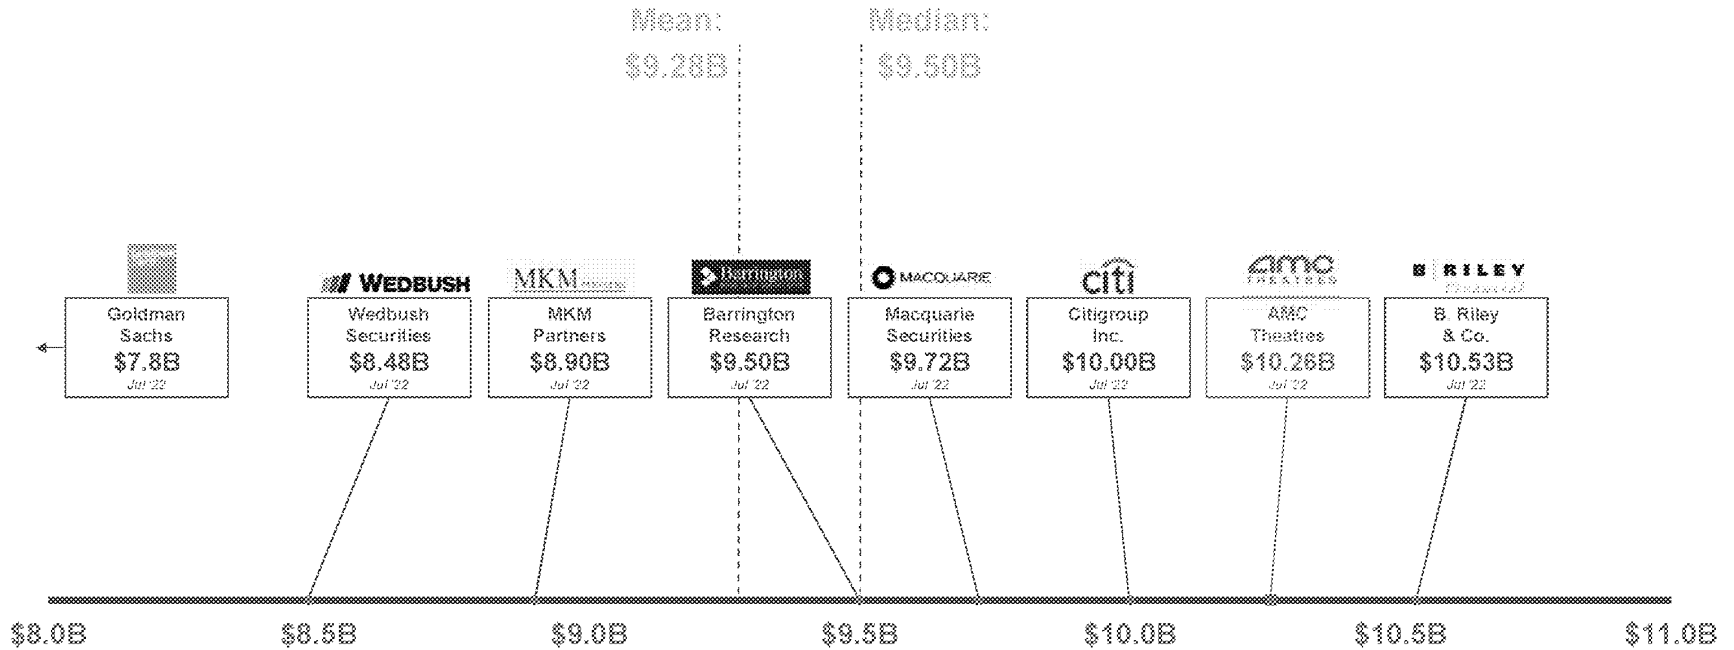 Mean:
$9.28B
Median:
$9.50B
WEDBUSH
MKM
Barrington
MACQUARIE
citi
amc
THEATRES
B RILEY
Goldman
Sachs
$7.8B
Jul '22
Wedbush
Securities
$8.48B
Jul '22
MKM
Partners
$8.90B
Jul '22
Barrington
Research
$9.50B
Jul '22
Macquarie
Securities
$9.72B
Jul '22
Citigroup
Inc.
$10.00B
Jul '22
AMC
Theatres
$10.26B
Jul '22
B. Riley
& Co.
$10.53B
Jul '22
$8.0B
$8.5B
$9.0B
$9.5B
$10.0B
$10.5B
$11.0B